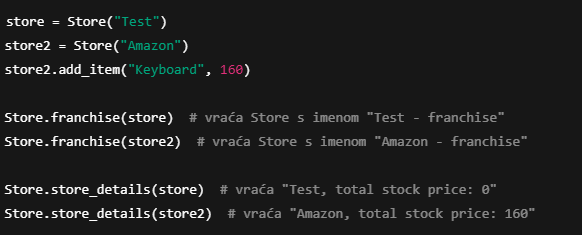 store = Store("Test")
store2 = Store("Amazon")
store2.add_item("Keyboard", 160)

Store.franchise(store)  # vraća Store s imenom "Test - franchise"
Store.franchise(store2)  # vraća Store s imenom "Amazon - franchise"

Store.store_details(store)  # vraća "Test, total stock price: 0"
Store.store_details(store2)  # vraća "Amazon, total stock price: 160"